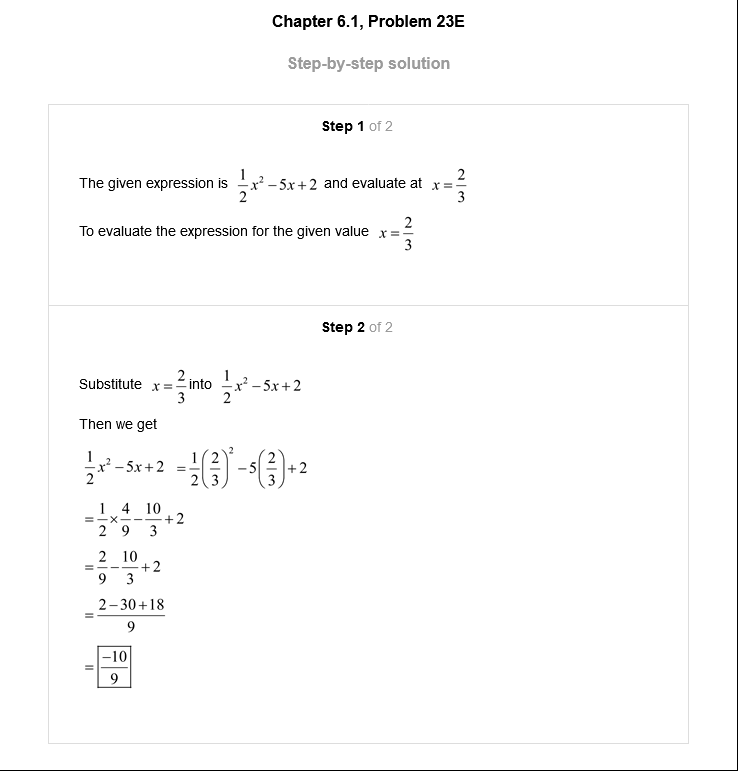 Chapter 6.1, Problem 23E
Step-by-step solution
Step 1 of 2
The given expression is \frac{1}{2}x^2 − 5x + 2 and evaluate at x = \frac{2}{3}
To evaluate the expression for the given value x = \frac{2}{3}
Step 2 of 2
Substitute x = \frac{2}{3} into \frac{1}{2}x^2 − 5x + 2
Then we get
\frac{1}{2}x^2 − 5x + 2 = \frac{1}{2}\left(\frac{2}{3}\right)^2 − 5\left(\frac{2}{3}\right) + 2
= \frac{1}{2} × \frac{4}{9} − \frac{10}{3} + 2
= \frac{2}{9} − \frac{10}{3} + 2
= \frac{2 − 30 + 18}{9}
= \boxed{\frac{−10}{9}}